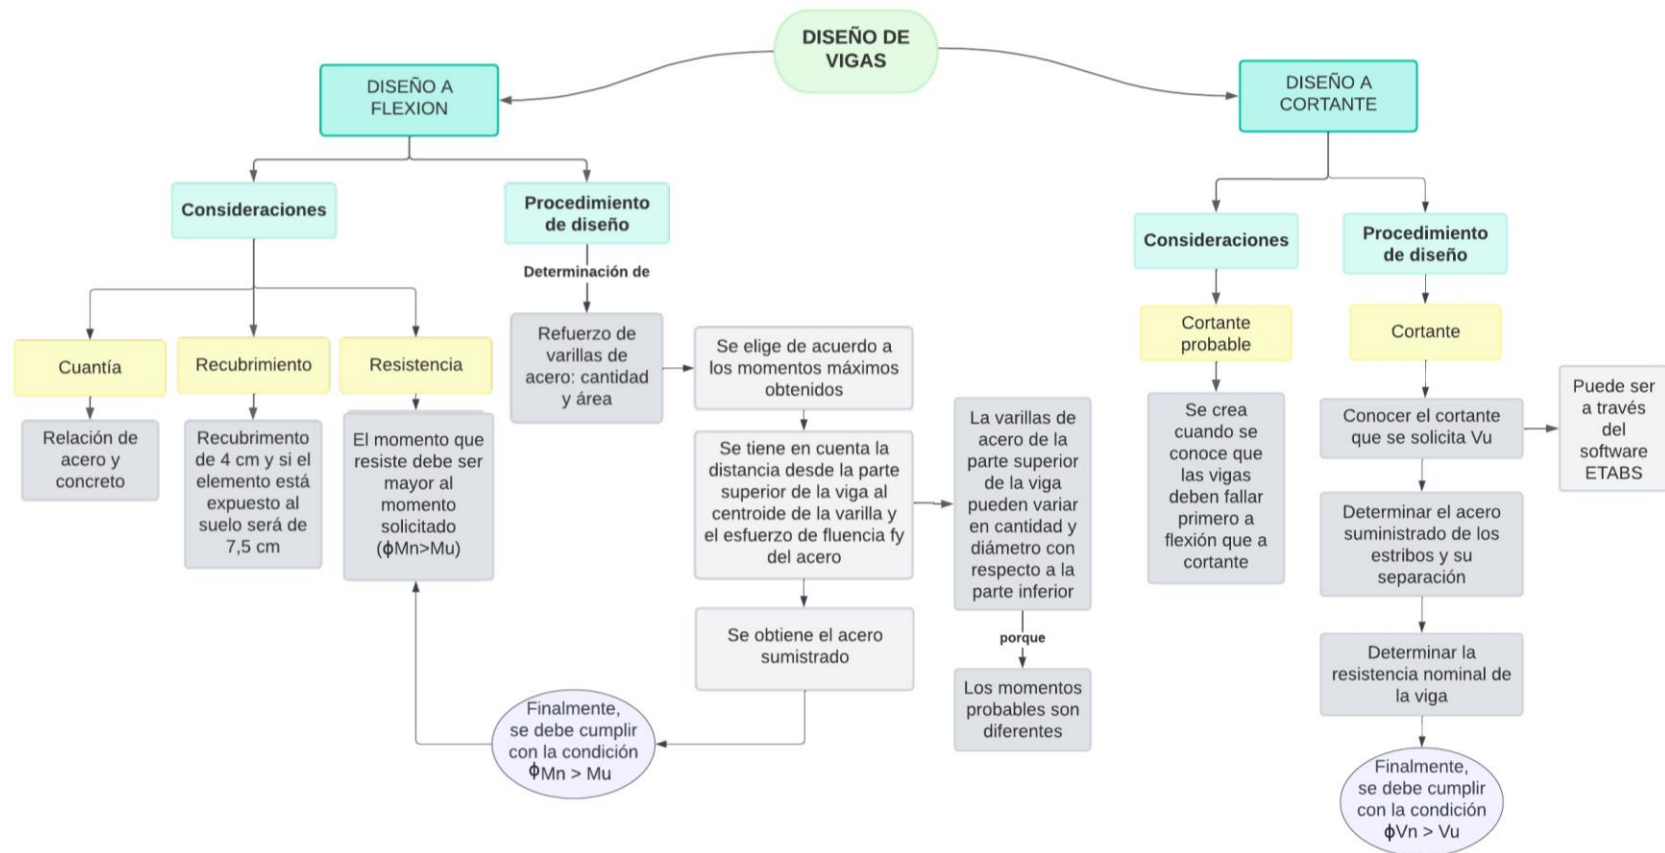 DISEÑO DE
VIGAS
DISEÑO A
FLEXION
Consideraciones
Cuantía
Relación de
acero y
concreto
Recubrimiento
Recubrimento
de 4 cm y si el
elemento está
expuesto al
suelo será de
7,5 cm
Resistencia
El momento que
resiste debe ser
mayor al
momento
solicitado
(ϕMn>Mu)
Procedimiento
de diseño
Determinación de
Refuerzo de
varillas de
acero: cantidad
y área
Se elige de acuerdo a
los momentos máximos
obtenidos
Se tiene en cuenta la
distancia desde la parte
superior de la viga al
centroide de la varilla y
el esfuerzo de fluencia fy
del acero
La varillas de
acero de la
parte superior
de la viga
pueden variar
en cantidad y
diámetro con
respecto a la
parte inferior
porque
Los momentos
probables son
diferentes
Se obtiene el acero
sumistrado
Finalmente,
se debe cumplir
con la condición
ϕMn > Mu
DISEÑO A
CORTANTE
Consideraciones
Cortante
probable
Se crea
cuando se
conoce que
las vigas
deben fallar
primero a
flexión que a
cortante
Procedimiento
de diseño
Cortante
Conocer el cortante
que se solicita Vu
Puede ser
a través
del
software
ETABS
Determinar el acero
suministrado de los
estribos y su
separación
Determinar la
resistencia nominal de
la viga
Finalmente,
se debe cumplir
con la condición
ϕVn > Vu